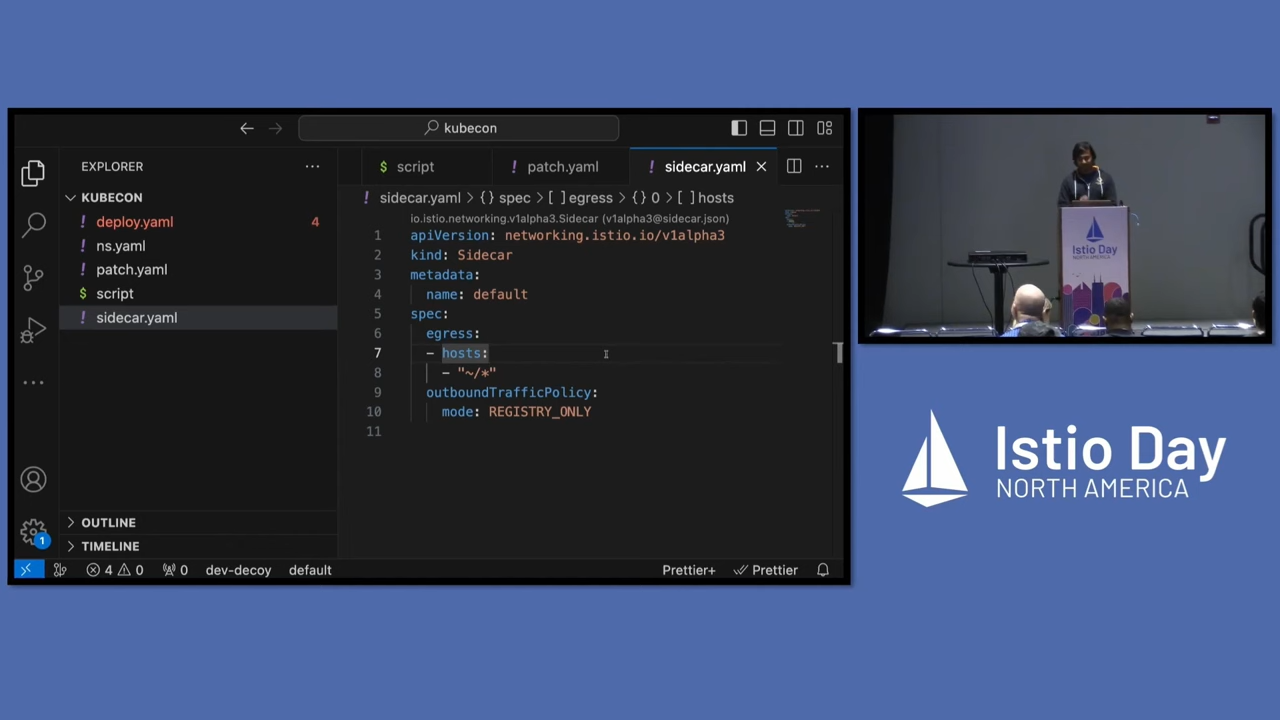 kubecon
EXPLORER
script
patch.yaml
sidecar.yaml
KUBECON
deploy.yaml 4
ns.yaml
patch.yaml
script
sidecar.yaml
OUTLINE
TIMELINE
sidecar.yaml > {} spec > [ ] egress > {} 0 > [ ] hosts
io.istio.networking.v1alpha3.Sidecar (v1alpha3@sidecar.json)
1 apiVersion: networking.istio.io/v1alpha3
2 kind: Sidecar
3 metadata:
4 name: default
5 spec:
6 egress:
7 - hosts:
8 - "~/*"
9 outboundTrafficPolicy:
10 mode: REGISTRY_ONLY
11
1
4 0 0 dev-decoy default Prettier+ Prettier
Istio Day
NORTH AMERICA
Istio Day
NORTH AMERICA